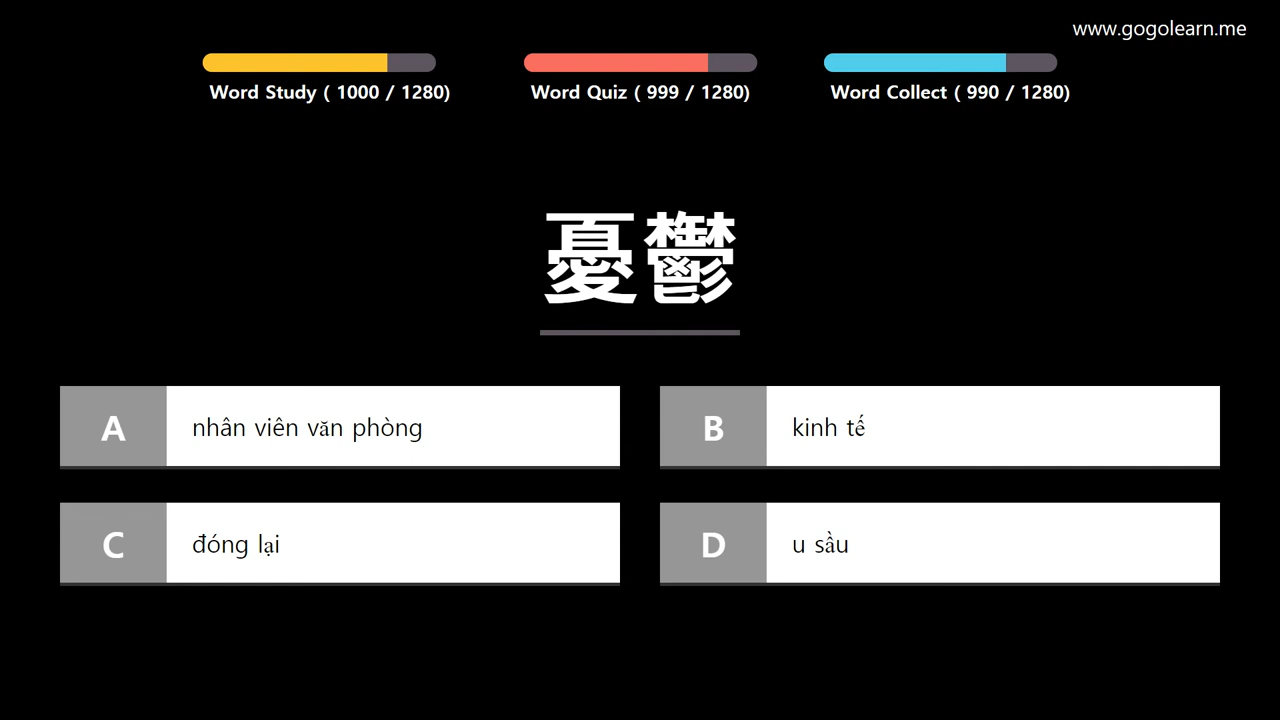 www.gogolearn.me
Word Study ( 1000 / 1280)
Word Quiz ( 999 / 1280)
Word Collect ( 990 / 1280)
憂鬱
A nhân viên văn phòng
B kinh tế
C đóng lại
D u sầu